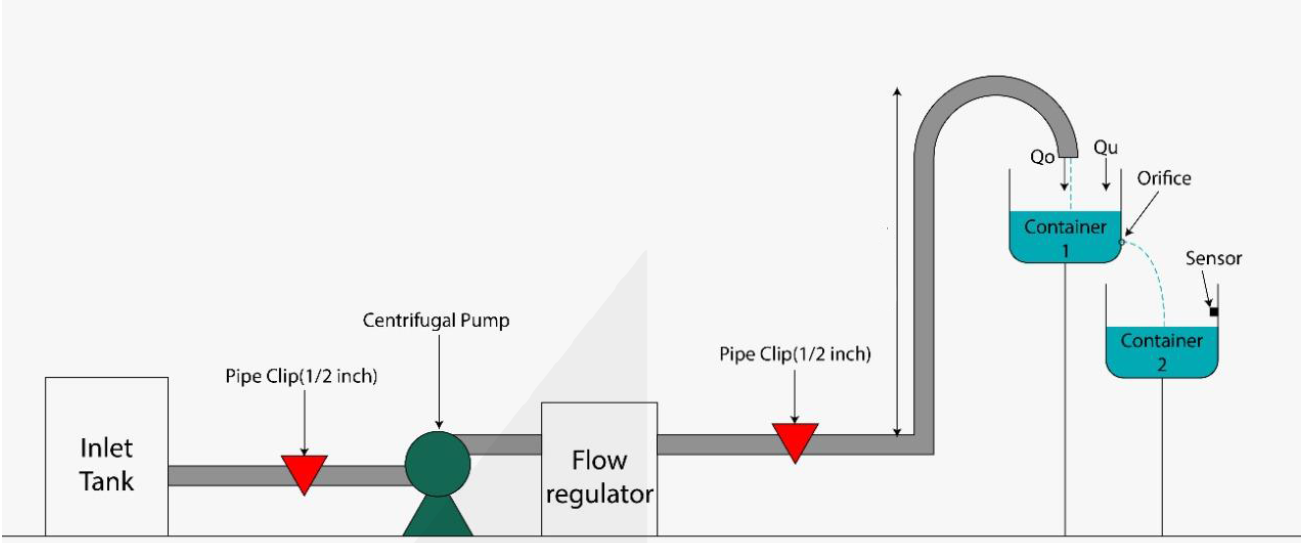 Qo
Qu
Orifice
Container
1
Sensor
Centrifugal Pump
Container
2
Pipe Clip(1/2 inch)
Pipe Clip(1/2 inch)
Inlet
Tank
Flow
regulator